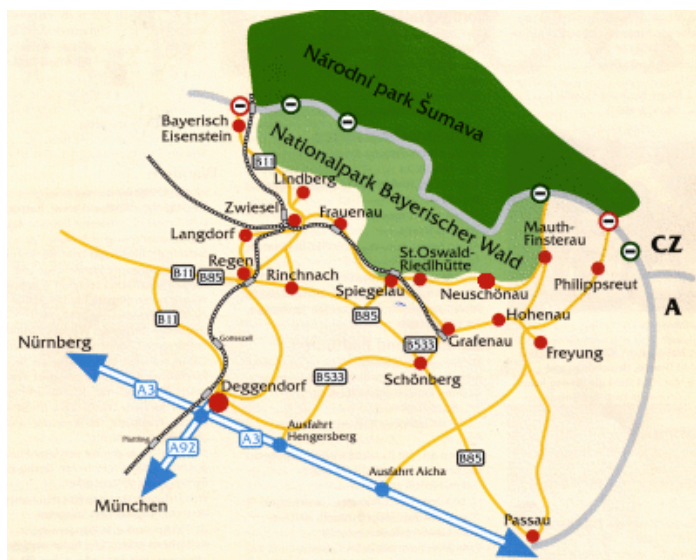 Národní park Šumava
Nationalpark Bayerischer Wald
Bayerisch
Eisenstein
B11
Lindberg
Zwiesel
Frauenau
Langdorf
Regen
B11
B85
Rinchnach
St.Oswald-
Riedlhütte
Mauth-
Finsterau
CZ
Spiegelau
Neuschönau
Philippsreut
A
B11
B85
Hohenau
Gotteszell
B533
Grafenau
Freyung
Nürnberg
Schönberg
A3
Deggendorf
B533
Plattling
A92
A3
Ausfahrt
Hengersberg
B85
Ausfahrt Aicha
München
Passau